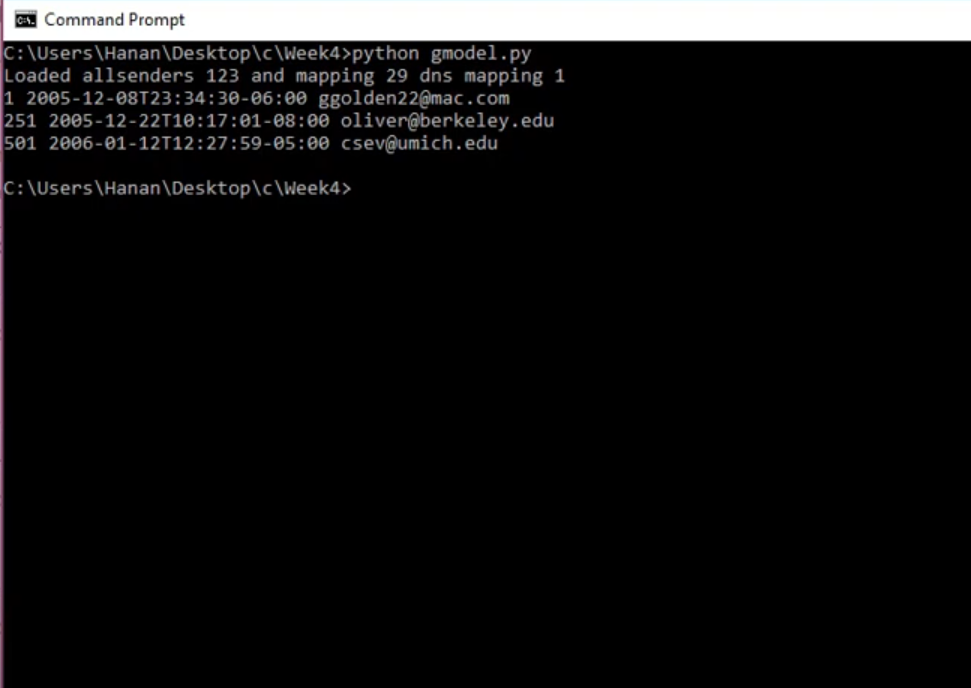 Command Prompt
C:\Users\Hanan\Desktop\c\Week4>python gmodel.py
Loaded allsenders 123 and mapping 29 dns mapping 1
1 2005-12-08T23:34:30-06:00 ggolden22@mac.com
251 2005-12-22T10:17:01-08:00 oliver@berkeley.edu
501 2006-01-12T12:27:59-05:00 csev@umich.edu
C:\Users\Hanan\Desktop\c\Week4>